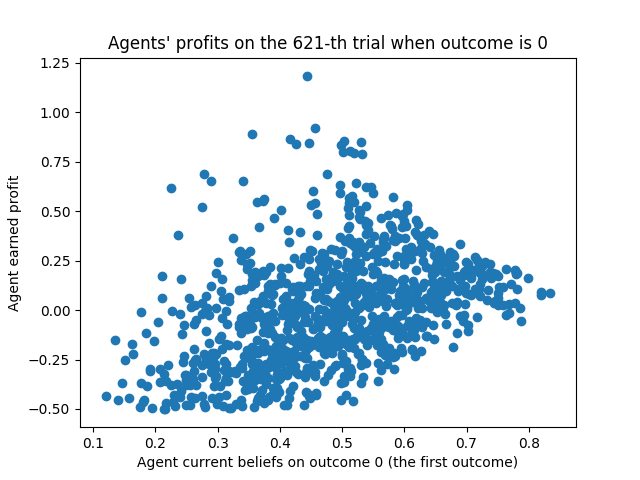 Agents' profits on the 621-th trial when outcome is 0
1.25
1.00
0.75
0.50
0.25
0.00
−0.25
−0.50
Agent earned profit
0.1 0.2 0.3 0.4 0.5 0.6 0.7 0.8
Agent current beliefs on outcome 0 (the first outcome)